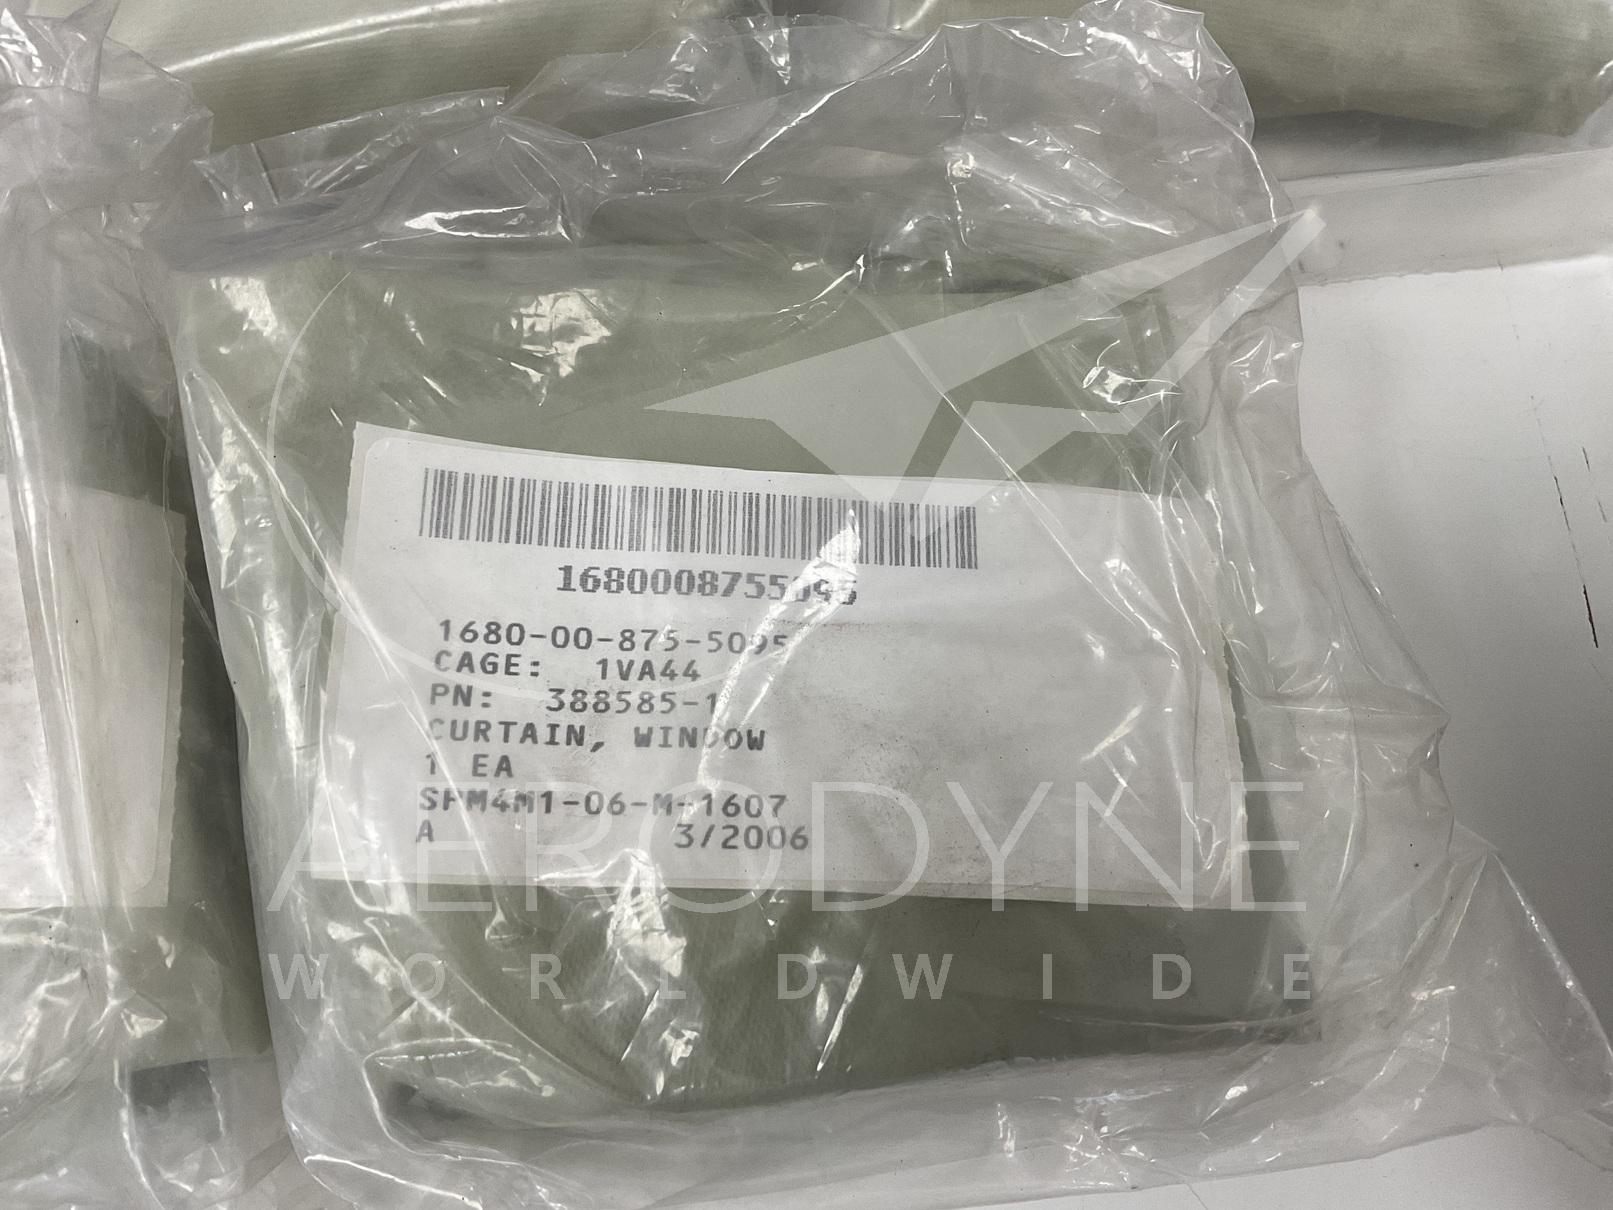 1680008755095
1680-00-875-5095
CAGE: 1VA44
PN: 388585-1
CURTAIN, WINDOW
1 EA
SPM4M1-06-M-1607
A 3/2006
AERODYNE
WORLDWIDE